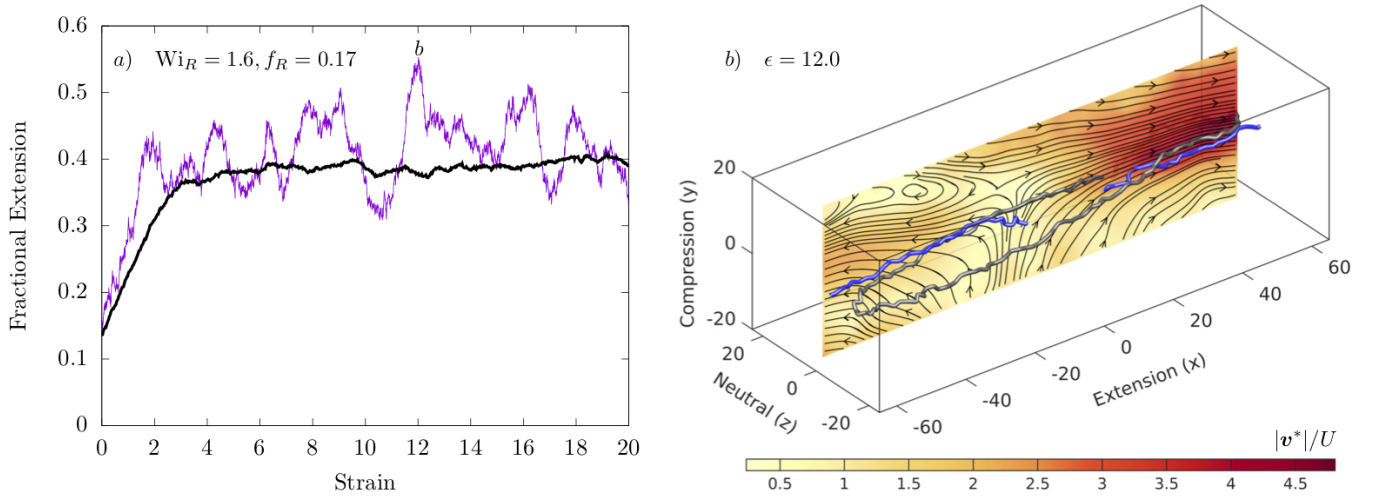 0.6
0.5
0.4
0.3
0.2
0.1
0
Fractional Extension
a) Wi_R = 1.6, f_R = 0.17
b
0 2 4 6 8 10 12 14 16 18 20
Strain
b) ϵ = 12.0
20
0
-20
Compression (y)
20
0
-20
Neutral (z)
-60
-40
-20
0
20
40
60
Extension (x)
|v*|/U
0.5 1 1.5 2 2.5 3 3.5 4 4.5